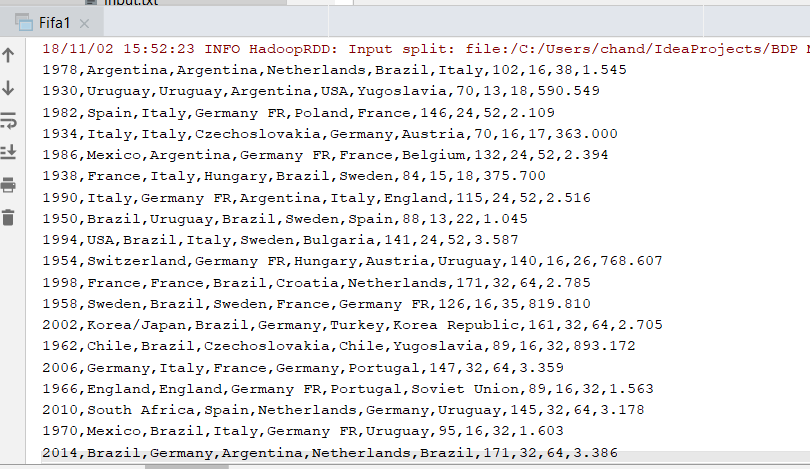 input.txt
Fifa1
18/11/02 15:52:23 INFO HadoopRDD: Input split: file:/C:/Users/chand/IdeaProjects/BDP
1978,Argentina,Argentina,Netherlands,Brazil,Italy,102,16,38,1.545
1930,Uruguay,Uruguay,Argentina,USA,Yugoslavia,70,13,18,590.549
1982,Spain,Italy,Germany FR,Poland,France,146,24,52,2.109
1934,Italy,Italy,Czechoslovakia,Germany,Austria,70,16,17,363.000
1986,Mexico,Argentina,Germany FR,France,Belgium,132,24,52,2.394
1938,France,Italy,Hungary,Brazil,Sweden,84,15,18,375.700
1990,Italy,Germany FR,Argentina,Italy,England,115,24,52,2.516
1950,Brazil,Uruguay,Brazil,Sweden,Spain,88,13,22,1.045
1994,USA,Brazil,Italy,Sweden,Bulgaria,141,24,52,3.587
1954,Switzerland,Germany FR,Hungary,Austria,Uruguay,140,16,26,768.607
1998,France,France,Brazil,Croatia,Netherlands,171,32,64,2.785
1958,Sweden,Brazil,Sweden,France,Germany FR,126,16,35,819.810
2002,Korea/Japan,Brazil,Germany,Turkey,Korea Republic,161,32,64,2.705
1962,Chile,Brazil,Czechoslovakia,Chile,Yugoslavia,89,16,32,893.172
2006,Germany,Italy,France,Germany,Portugal,147,32,64,3.359
1966,England,England,Germany FR,Portugal,Soviet Union,89,16,32,1.563
2010,South Africa,Spain,Netherlands,Germany,Uruguay,145,32,64,3.178
1970,Mexico,Brazil,Italy,Germany FR,Uruguay,95,16,32,1.603
2014,Brazil,Germany,Argentina,Netherlands,Brazil,171,32,64,3.386